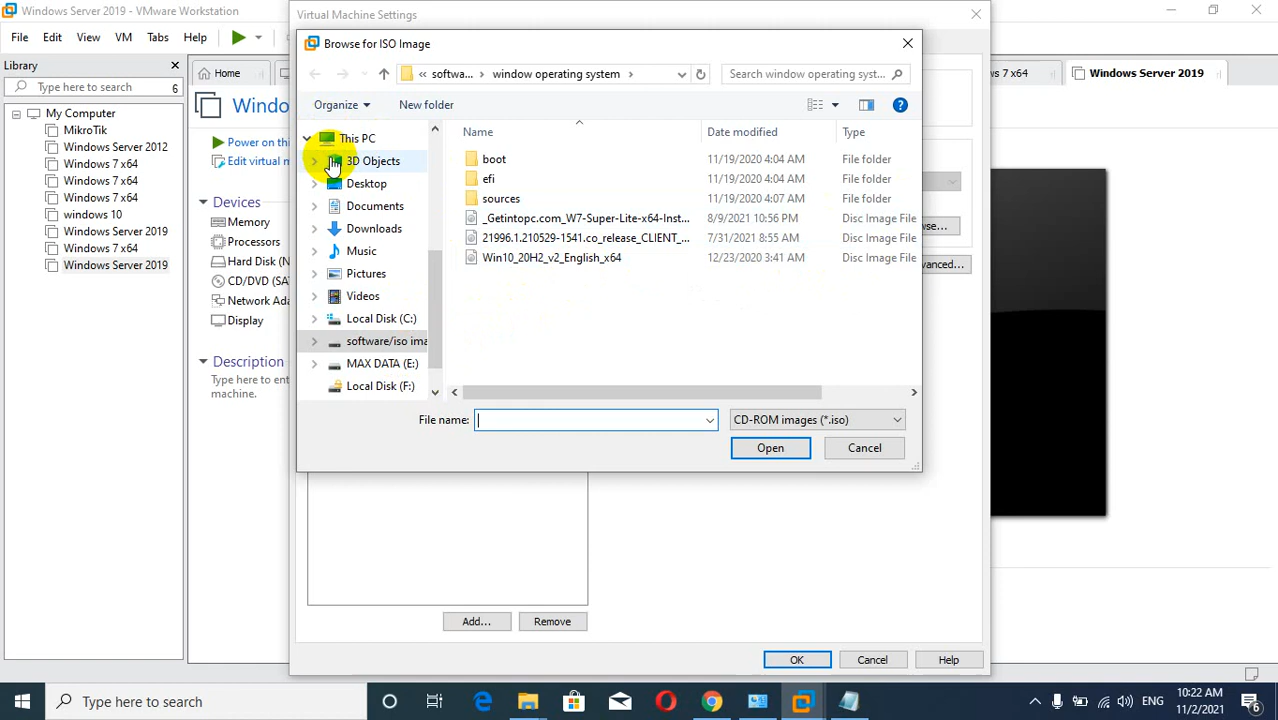 Windows Server 2019 - VMware Workstation
File Edit View VM Tabs Help
Library
Type here to search
6
My Computer
MikroTik
Windows Server 2012
Windows 7 x64
Windows 7 x64
Windows 7 x64
windows 10
Windows Server 2019
Windows 7 x64
Windows Server 2019
Home
Windo
Power on thi
Edit virtual m
Devices
Memory
Processors
Hard Disk (N
CD/DVD (SAT
Network Ada
Display
Description
Type here to ent
machine.
Virtual Machine Settings
Browse for ISO Image
« softwa... window operating system
Search window operating syst...
Organize New folder
This PC
3D Objects
Desktop
Documents
Downloads
Music
Pictures
Videos
Local Disk (C:)
software/iso ima
MAX DATA (E:)
Local Disk (F:)
Name Date modified Type
boot 11/19/2020 4:04 AM File folder
efi 11/19/2020 4:04 AM File folder
sources 11/19/2020 4:07 AM File folder
_Getintopc.com_W7-Super-Lite-x64-Inst... 8/9/2021 10:56 PM Disc Image File
21996.1.210529-1541.co_release_CLIENT_... 7/31/2021 8:55 AM Disc Image File
Win10_20H2_v2_English_x64 12/23/2020 3:41 AM Disc Image File
File name:
CD-ROM images (*.iso)
Open Cancel
wse...
vanced...
Add... Remove
OK Cancel Help
7 x64
Windows Server 2019
Type here to search
ENG
10:22 AM
11/2/2021
6